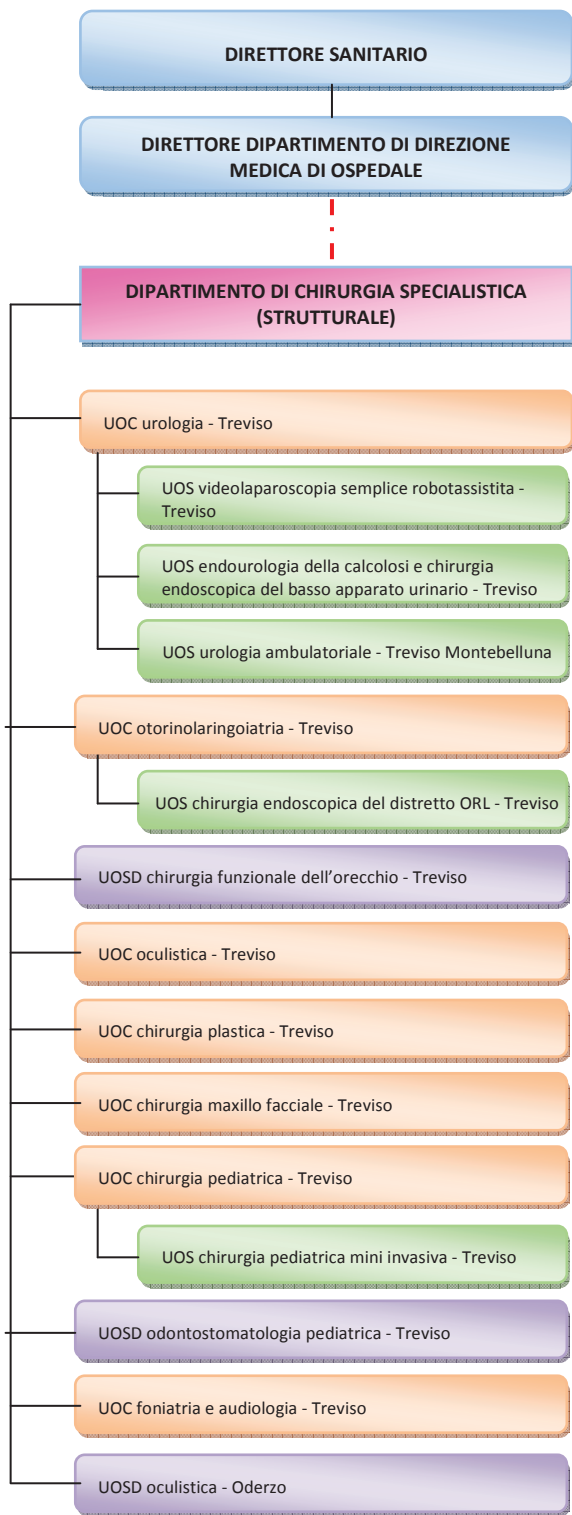 DIRETTORE SANITARIO
DIRETTORE DIPARTIMENTO DI DIREZIONE
MEDICA DI OSPEDALE
DIPARTIMENTO DI CHIRURGIA SPECIALISTICA
(STRUTTURALE)
UOC urologia - Treviso
UOS videolaparoscopia semplice robotassistita -
Treviso
UOS endourologia della calcolosi e chirurgia
endoscopica del basso apparato urinario - Treviso
UOS urologia ambulatoriale - Treviso Montebelluna
UOC otorinolaringoiatria - Treviso
UOS chirurgia endoscopica del distretto ORL - Treviso
UOSD chirurgia funzionale dell’orecchio - Treviso
UOC oculistica - Treviso
UOC chirurgia plastica - Treviso
UOC chirurgia maxillo facciale - Treviso
UOC chirurgia pediatrica - Treviso
UOS chirurgia pediatrica mini invasiva - Treviso
UOSD odontostomatologia pediatrica - Treviso
UOC foniatria e audiologia - Treviso
UOSD oculistica - Oderzo